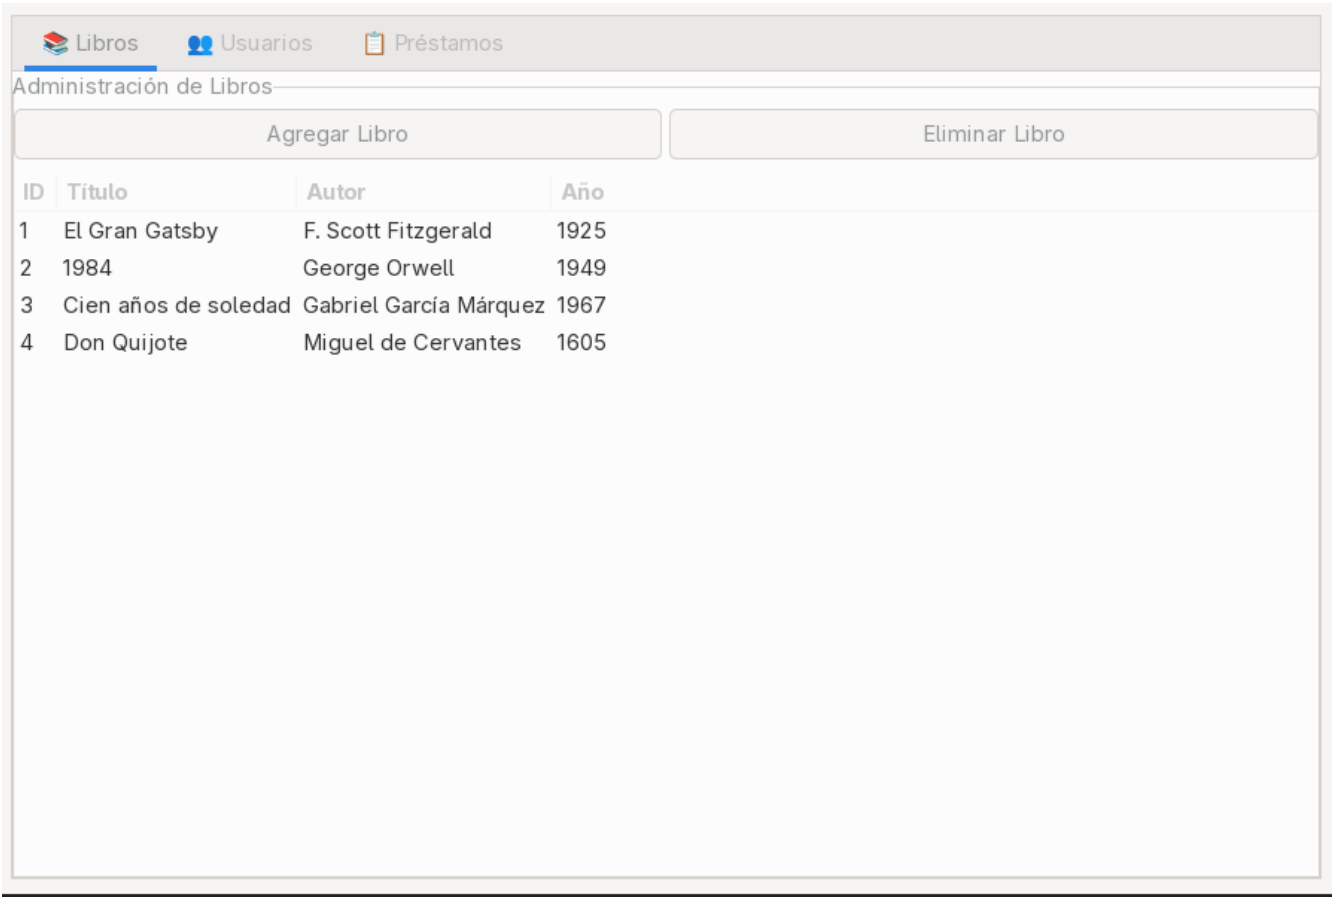 📚 Libros 👥 Usuarios 📋 Préstamos
Administración de Libros
Agregar Libro Eliminar Libro
ID Título Autor Año
1 El Gran Gatsby F. Scott Fitzgerald 1925
2 1984 George Orwell 1949
3 Cien años de soledad Gabriel García Márquez 1967
4 Don Quijote Miguel de Cervantes 1605